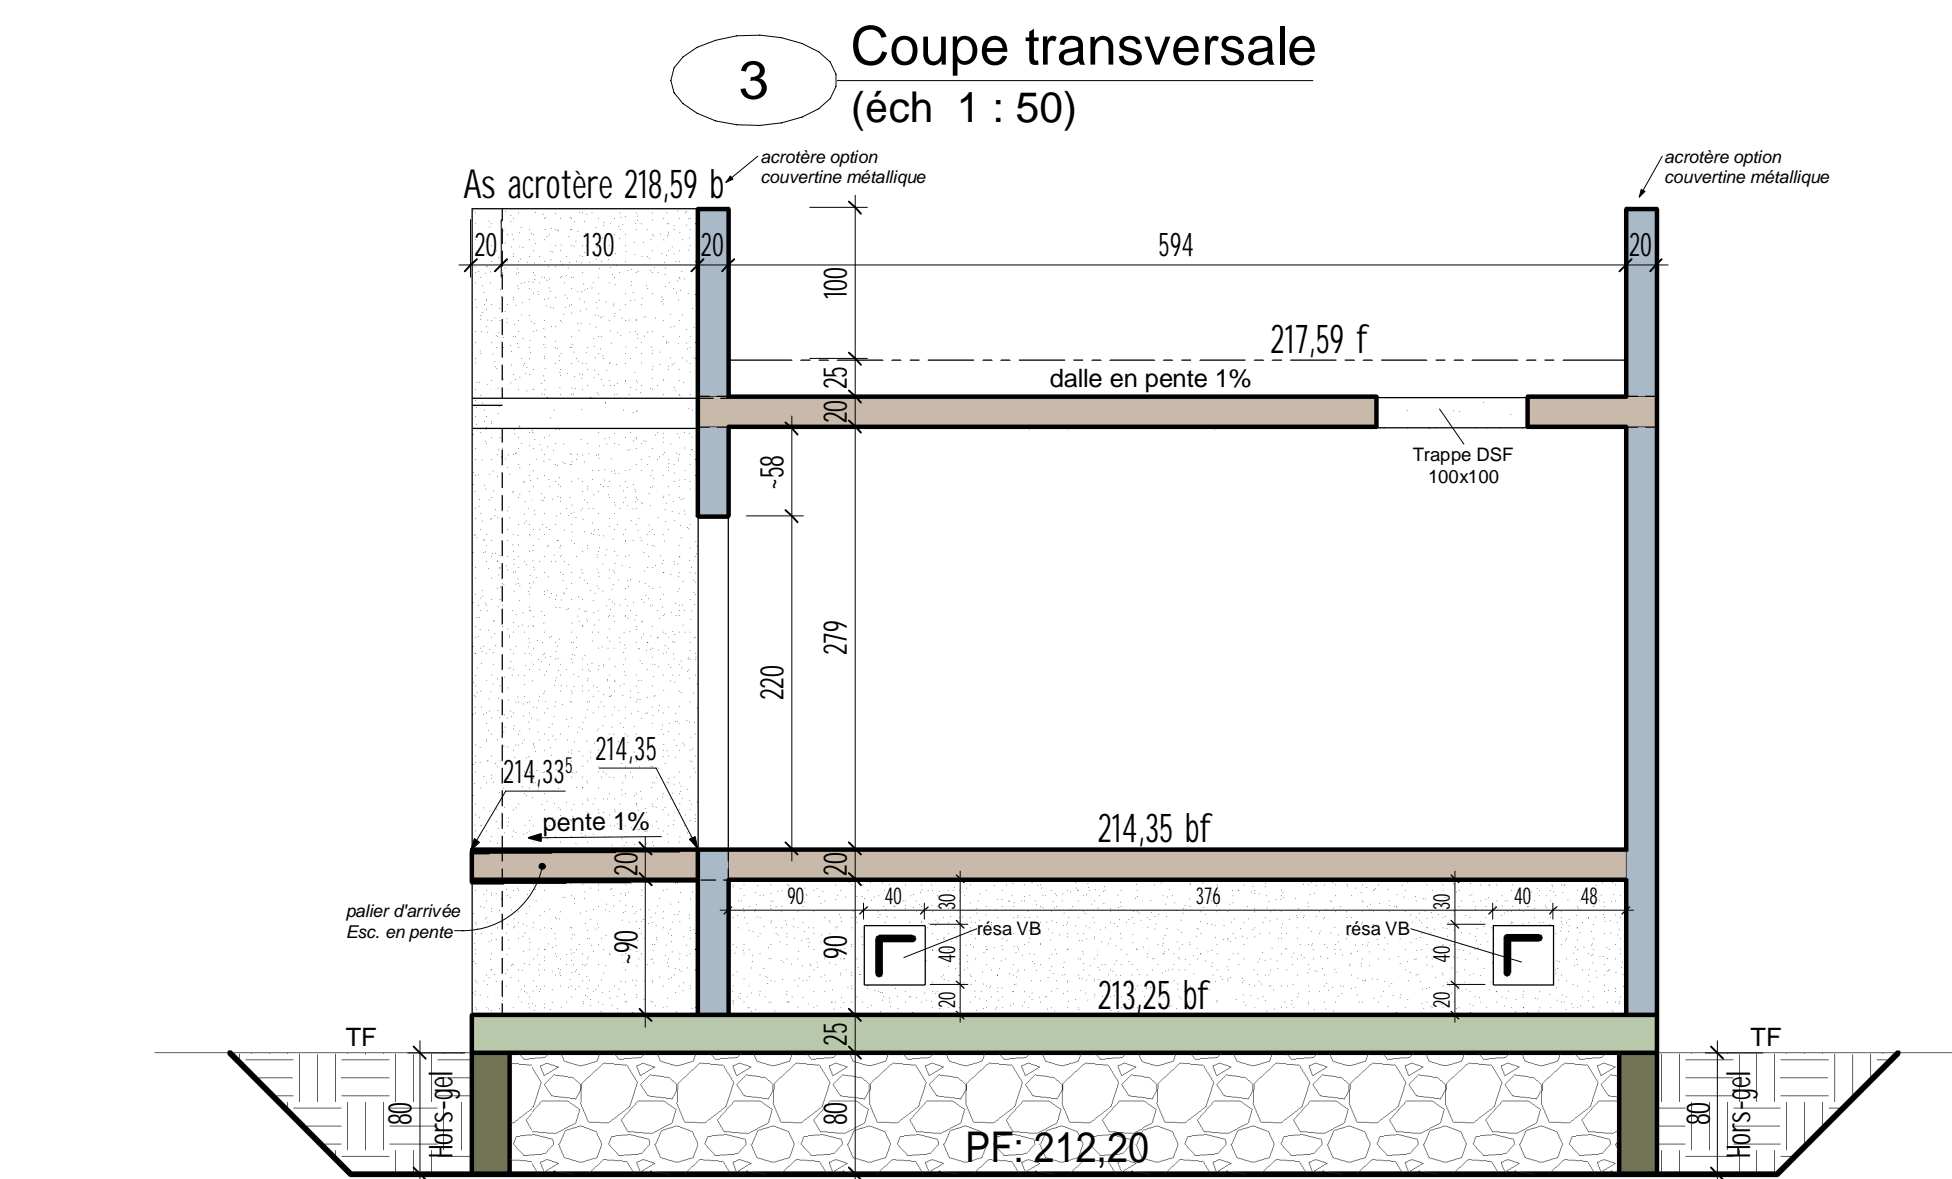 3
Coupe transversale
(éch 1 : 50)
acrotère option
couvertine métallique
As acrotère 218,59 b
acrotère option
couvertine métallique
20
130
20
594
20
100
217,59 f
25
dalle en pente 1%
20
Trappe DSF
100x100
~58
279
220
214,35
214,33⁵
pente 1%
214,35 bf
20
20
palier d'arrivée
Esc. en pente
90
40
30
376
30
40
48
résa VB
résa VB
~90
90
40
40
20
20
213,25 bf
25
TF
TF
80
Hors-gel
80
PF: 212,20
80
Hors-gel